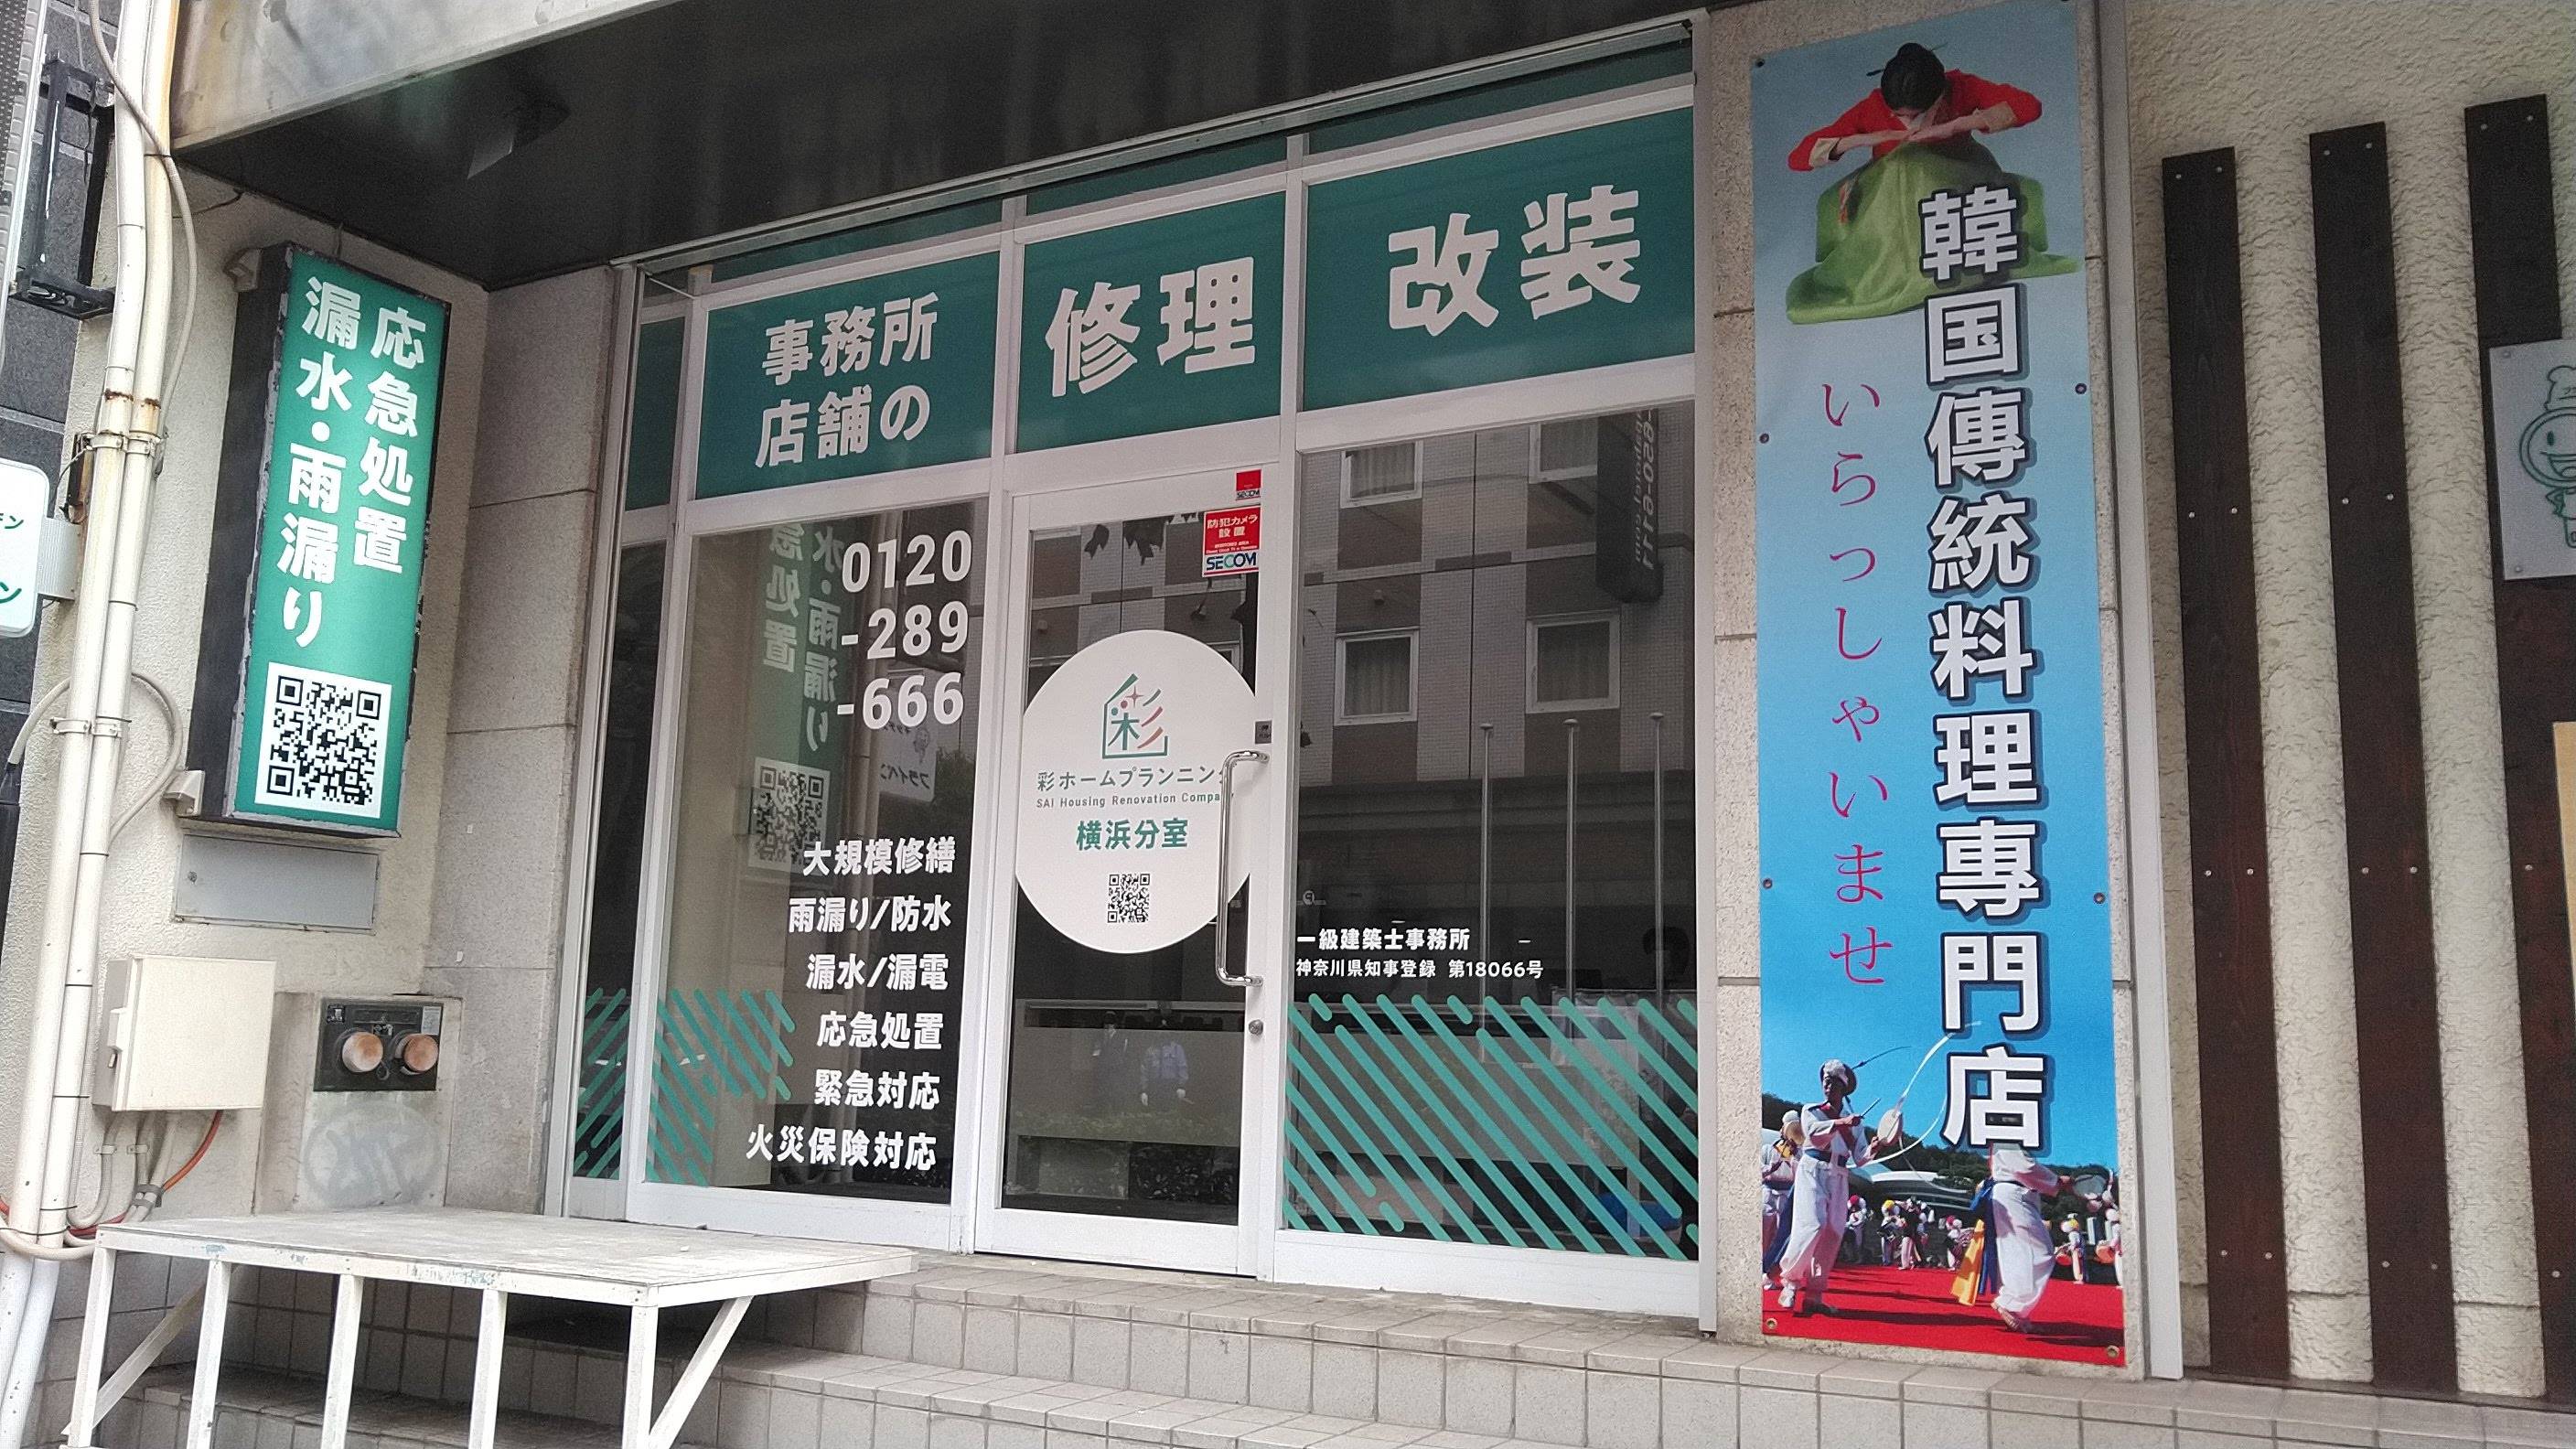 応急処置
漏水・雨漏り
事務所
店舗の
修理
改装
0120
-289
-666
大規模修繕
雨漏り/防水
漏水/漏電
応急処置
緊急対応
火災保険対応
SECOM
防犯カメラ
設置
SECOM
彩
彩ホームプランニング
SAI Housing Renovation Company
横浜分室
一級建築士事務所
神奈川県知事登録 第18066号
韓国傳統料理專門店
いらっしゃいませ